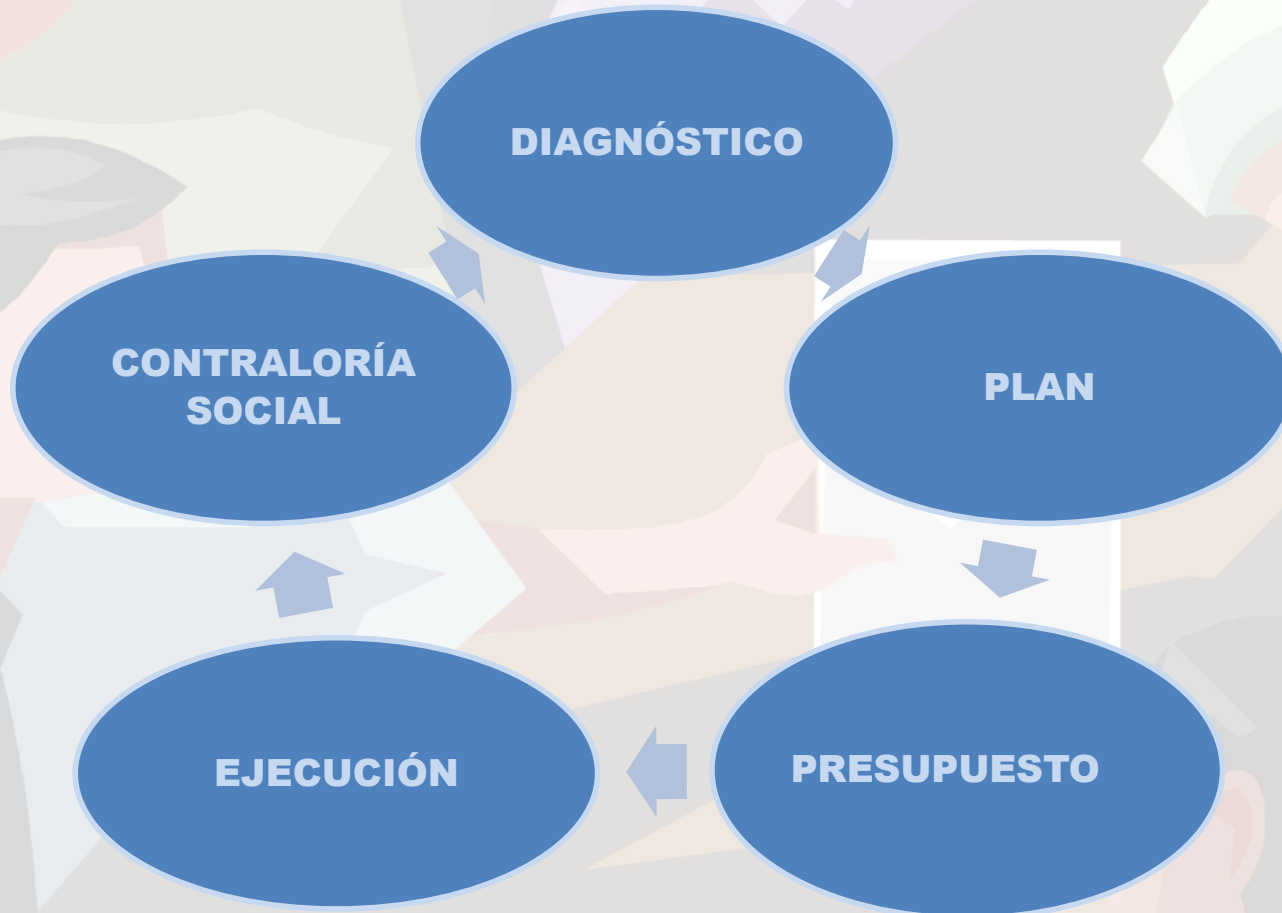 DIAGNÓSTICO
CONTRALORÍA
SOCIAL
PLAN
EJECUCIÓN
PRESUPUESTO